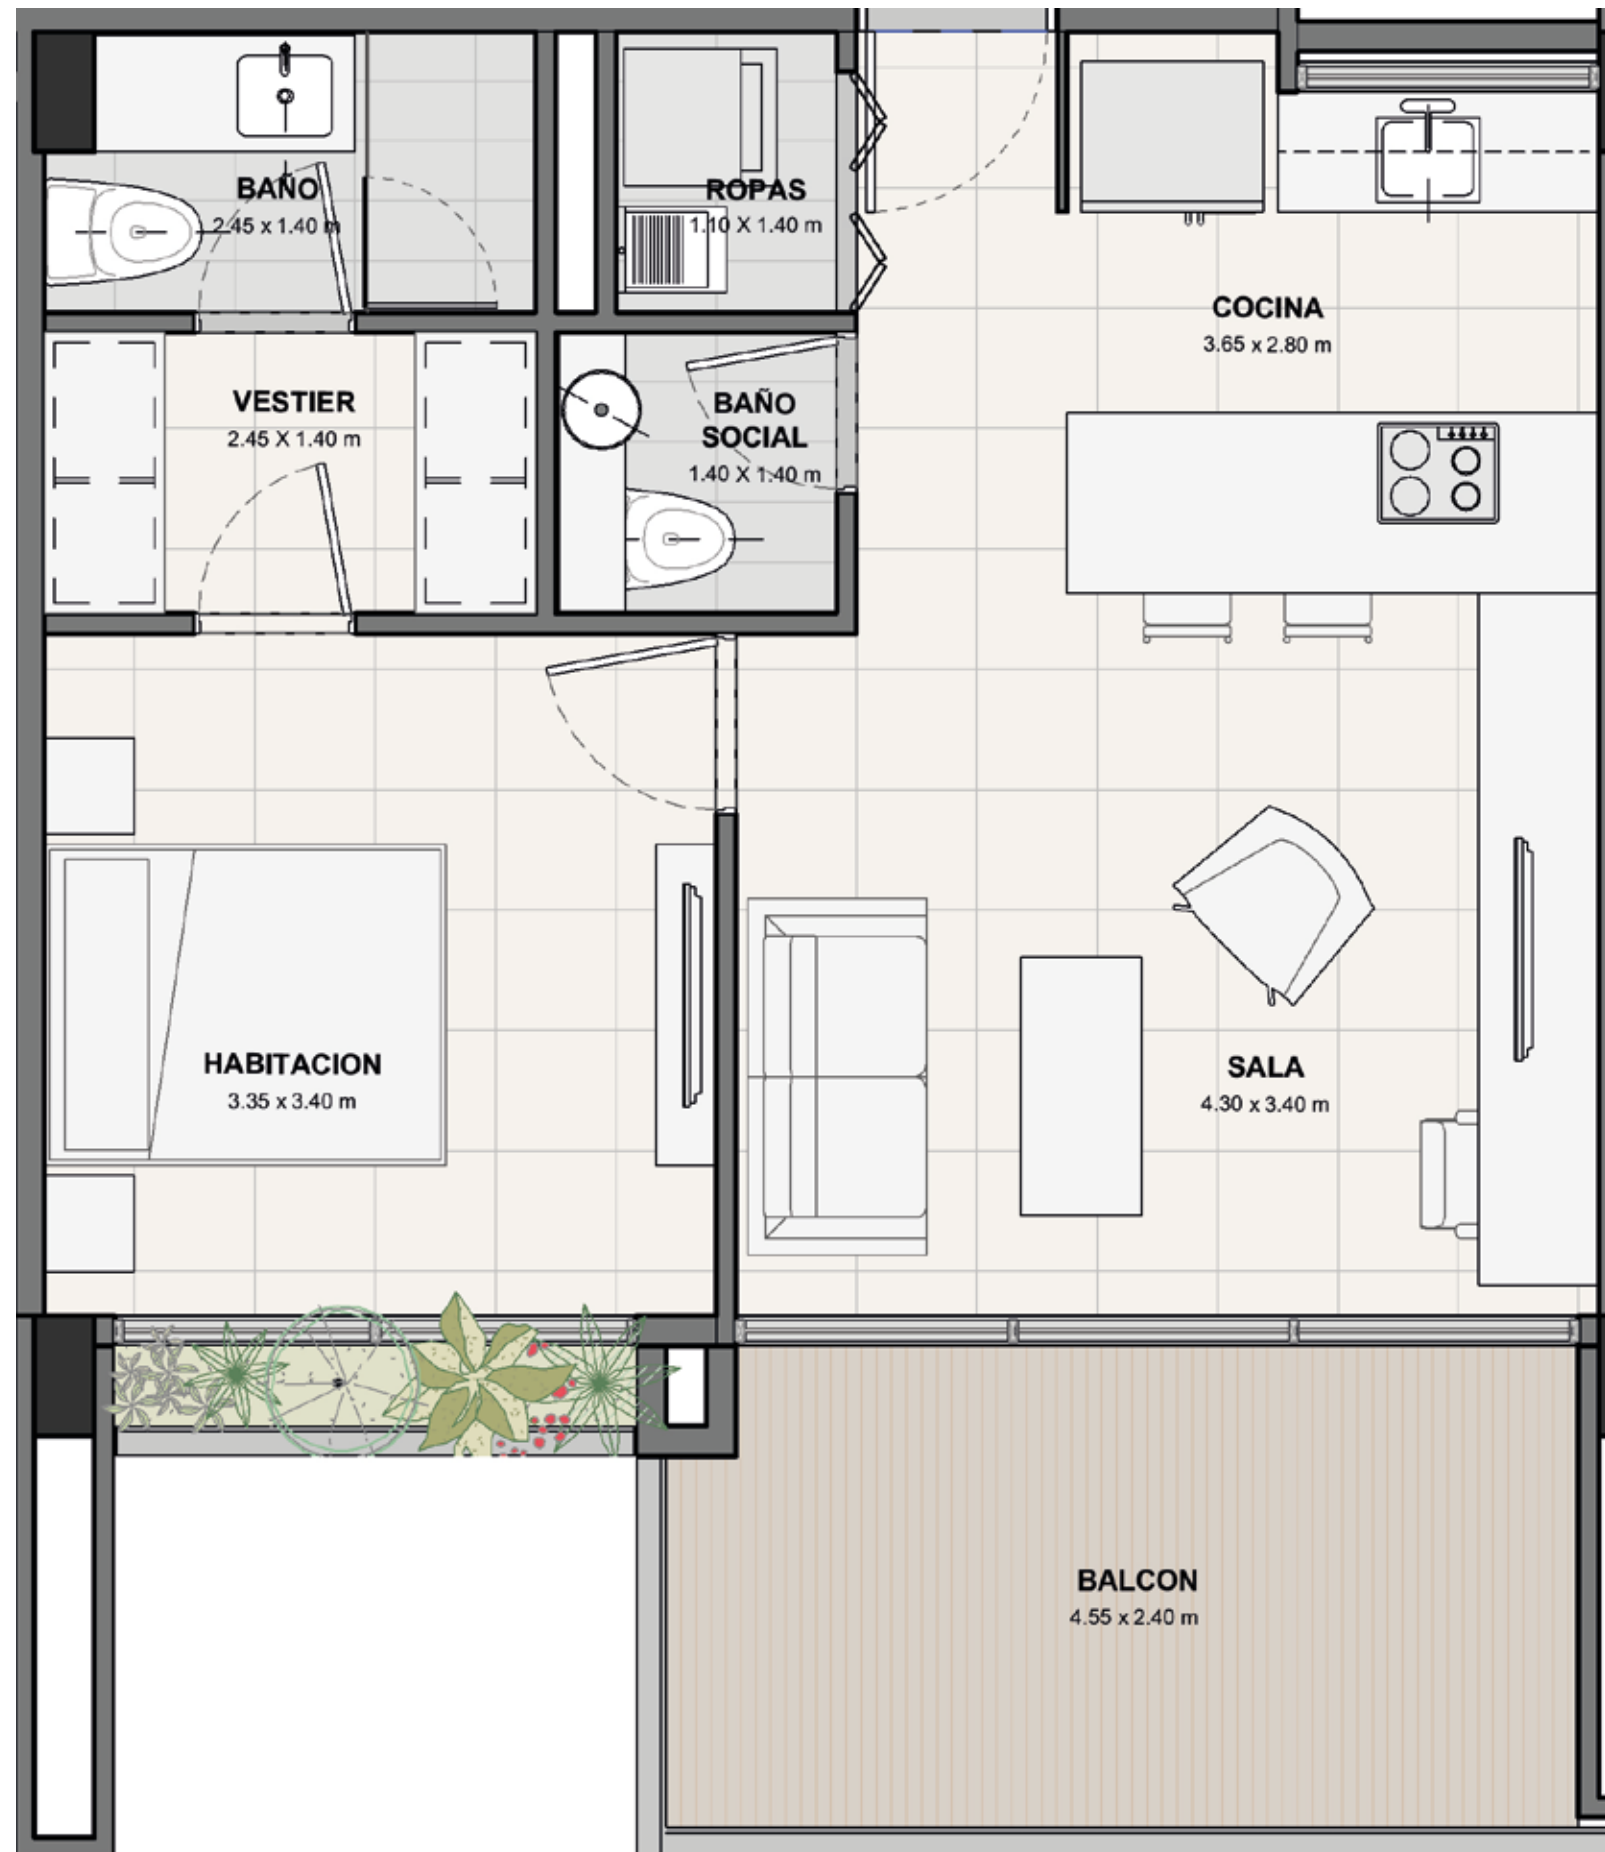 BAÑO
2.45 x 1.40 m
ROPAS
1.10 X 1.40 m
COCINA
3.65 x 2.80 m
VESTIER
2.45 X 1.40 m
BAÑO
SOCIAL
1.40 X 1.40 m
HABITACION
3.35 x 3.40 m
SALA
4.30 x 3.40 m
BALCON
4.55 x 2.40 m